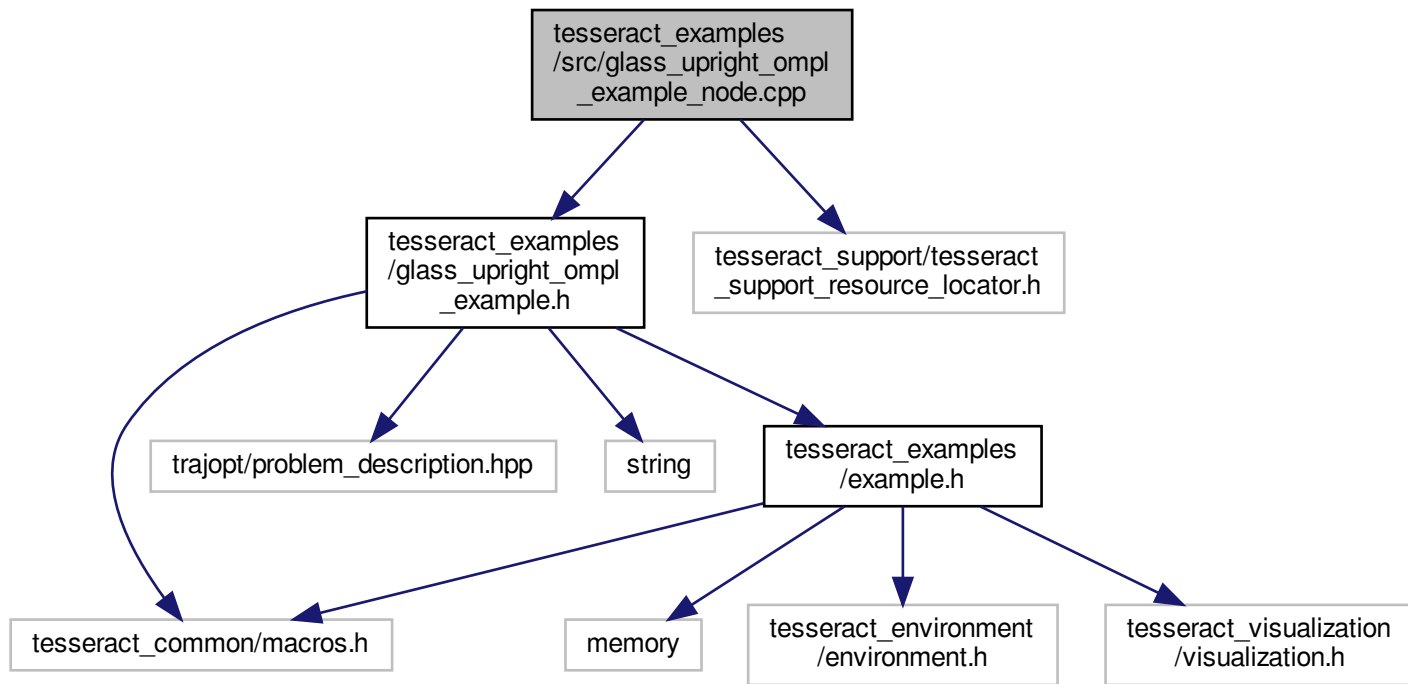 tesseract_examples
/src/glass_upright_ompl
_example_node.cpp
tesseract_examples
/glass_upright_ompl
_example.h
tesseract_support/tesseract
_support_resource_locator.h
trajopt/problem_description.hpp
string
tesseract_examples
/example.h
tesseract_common/macros.h
memory
tesseract_environment
/environment.h
tesseract_visualization
/visualization.h